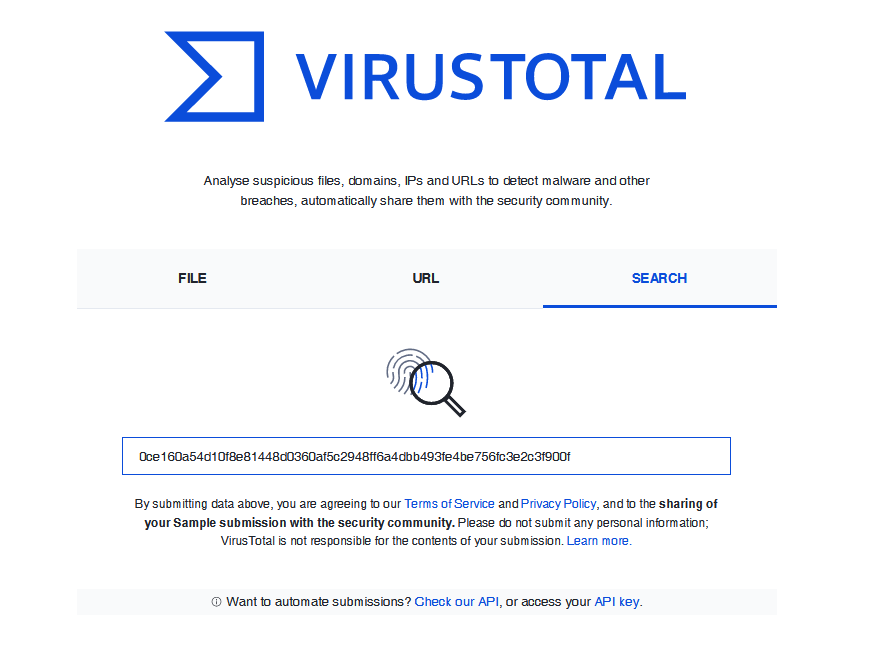 VIRUSTOTAL
Analyse suspicious files, domains, IPs and URLs to detect malware and other
breaches, automatically share them with the security community.
FILE
URL
SEARCH
0ce160a54d10f8e81448d0360af5c2948ff6a4dbb493fe4be756fc3e2c3f900f
By submitting data above, you are agreeing to our Terms of Service and Privacy Policy, and to the sharing of
your Sample submission with the security community. Please do not submit any personal information;
VirusTotal is not responsible for the contents of your submission. Learn more.
Want to automate submissions? Check our API, or access your API key.